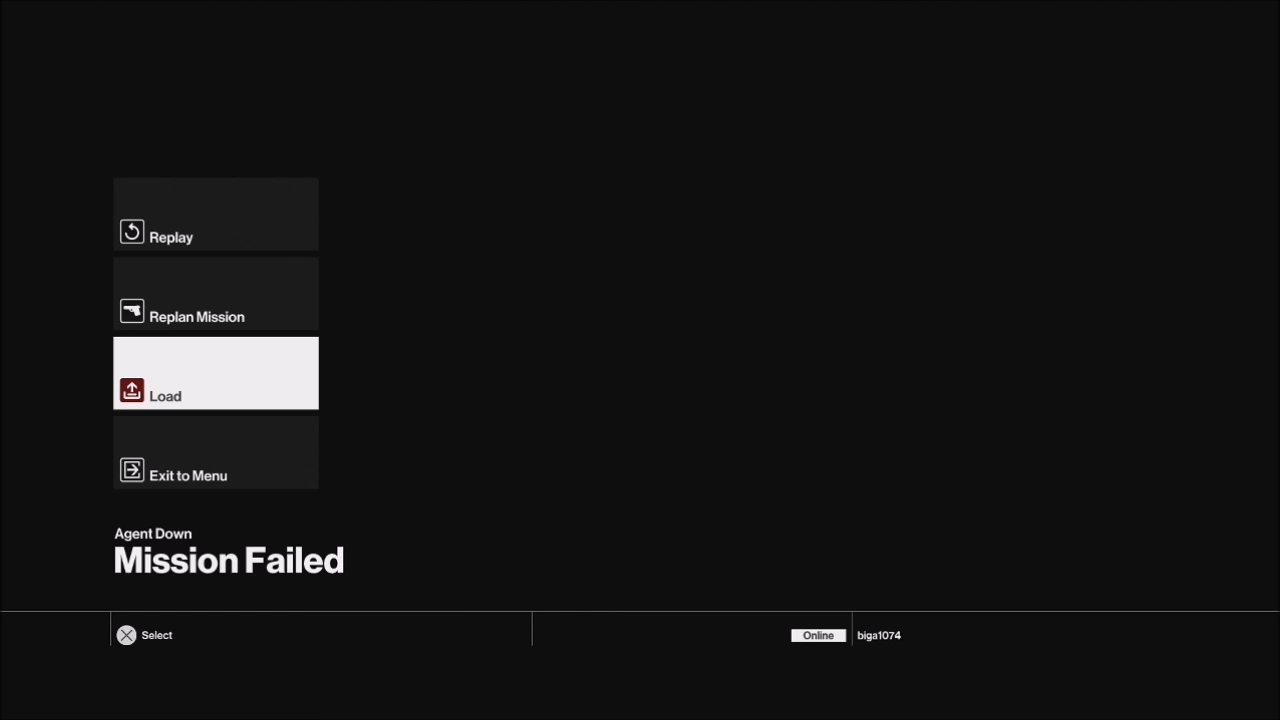 Replay
Replan Mission
Load
Exit to Menu
Agent Down
Mission Failed
Select
Online
biga1074